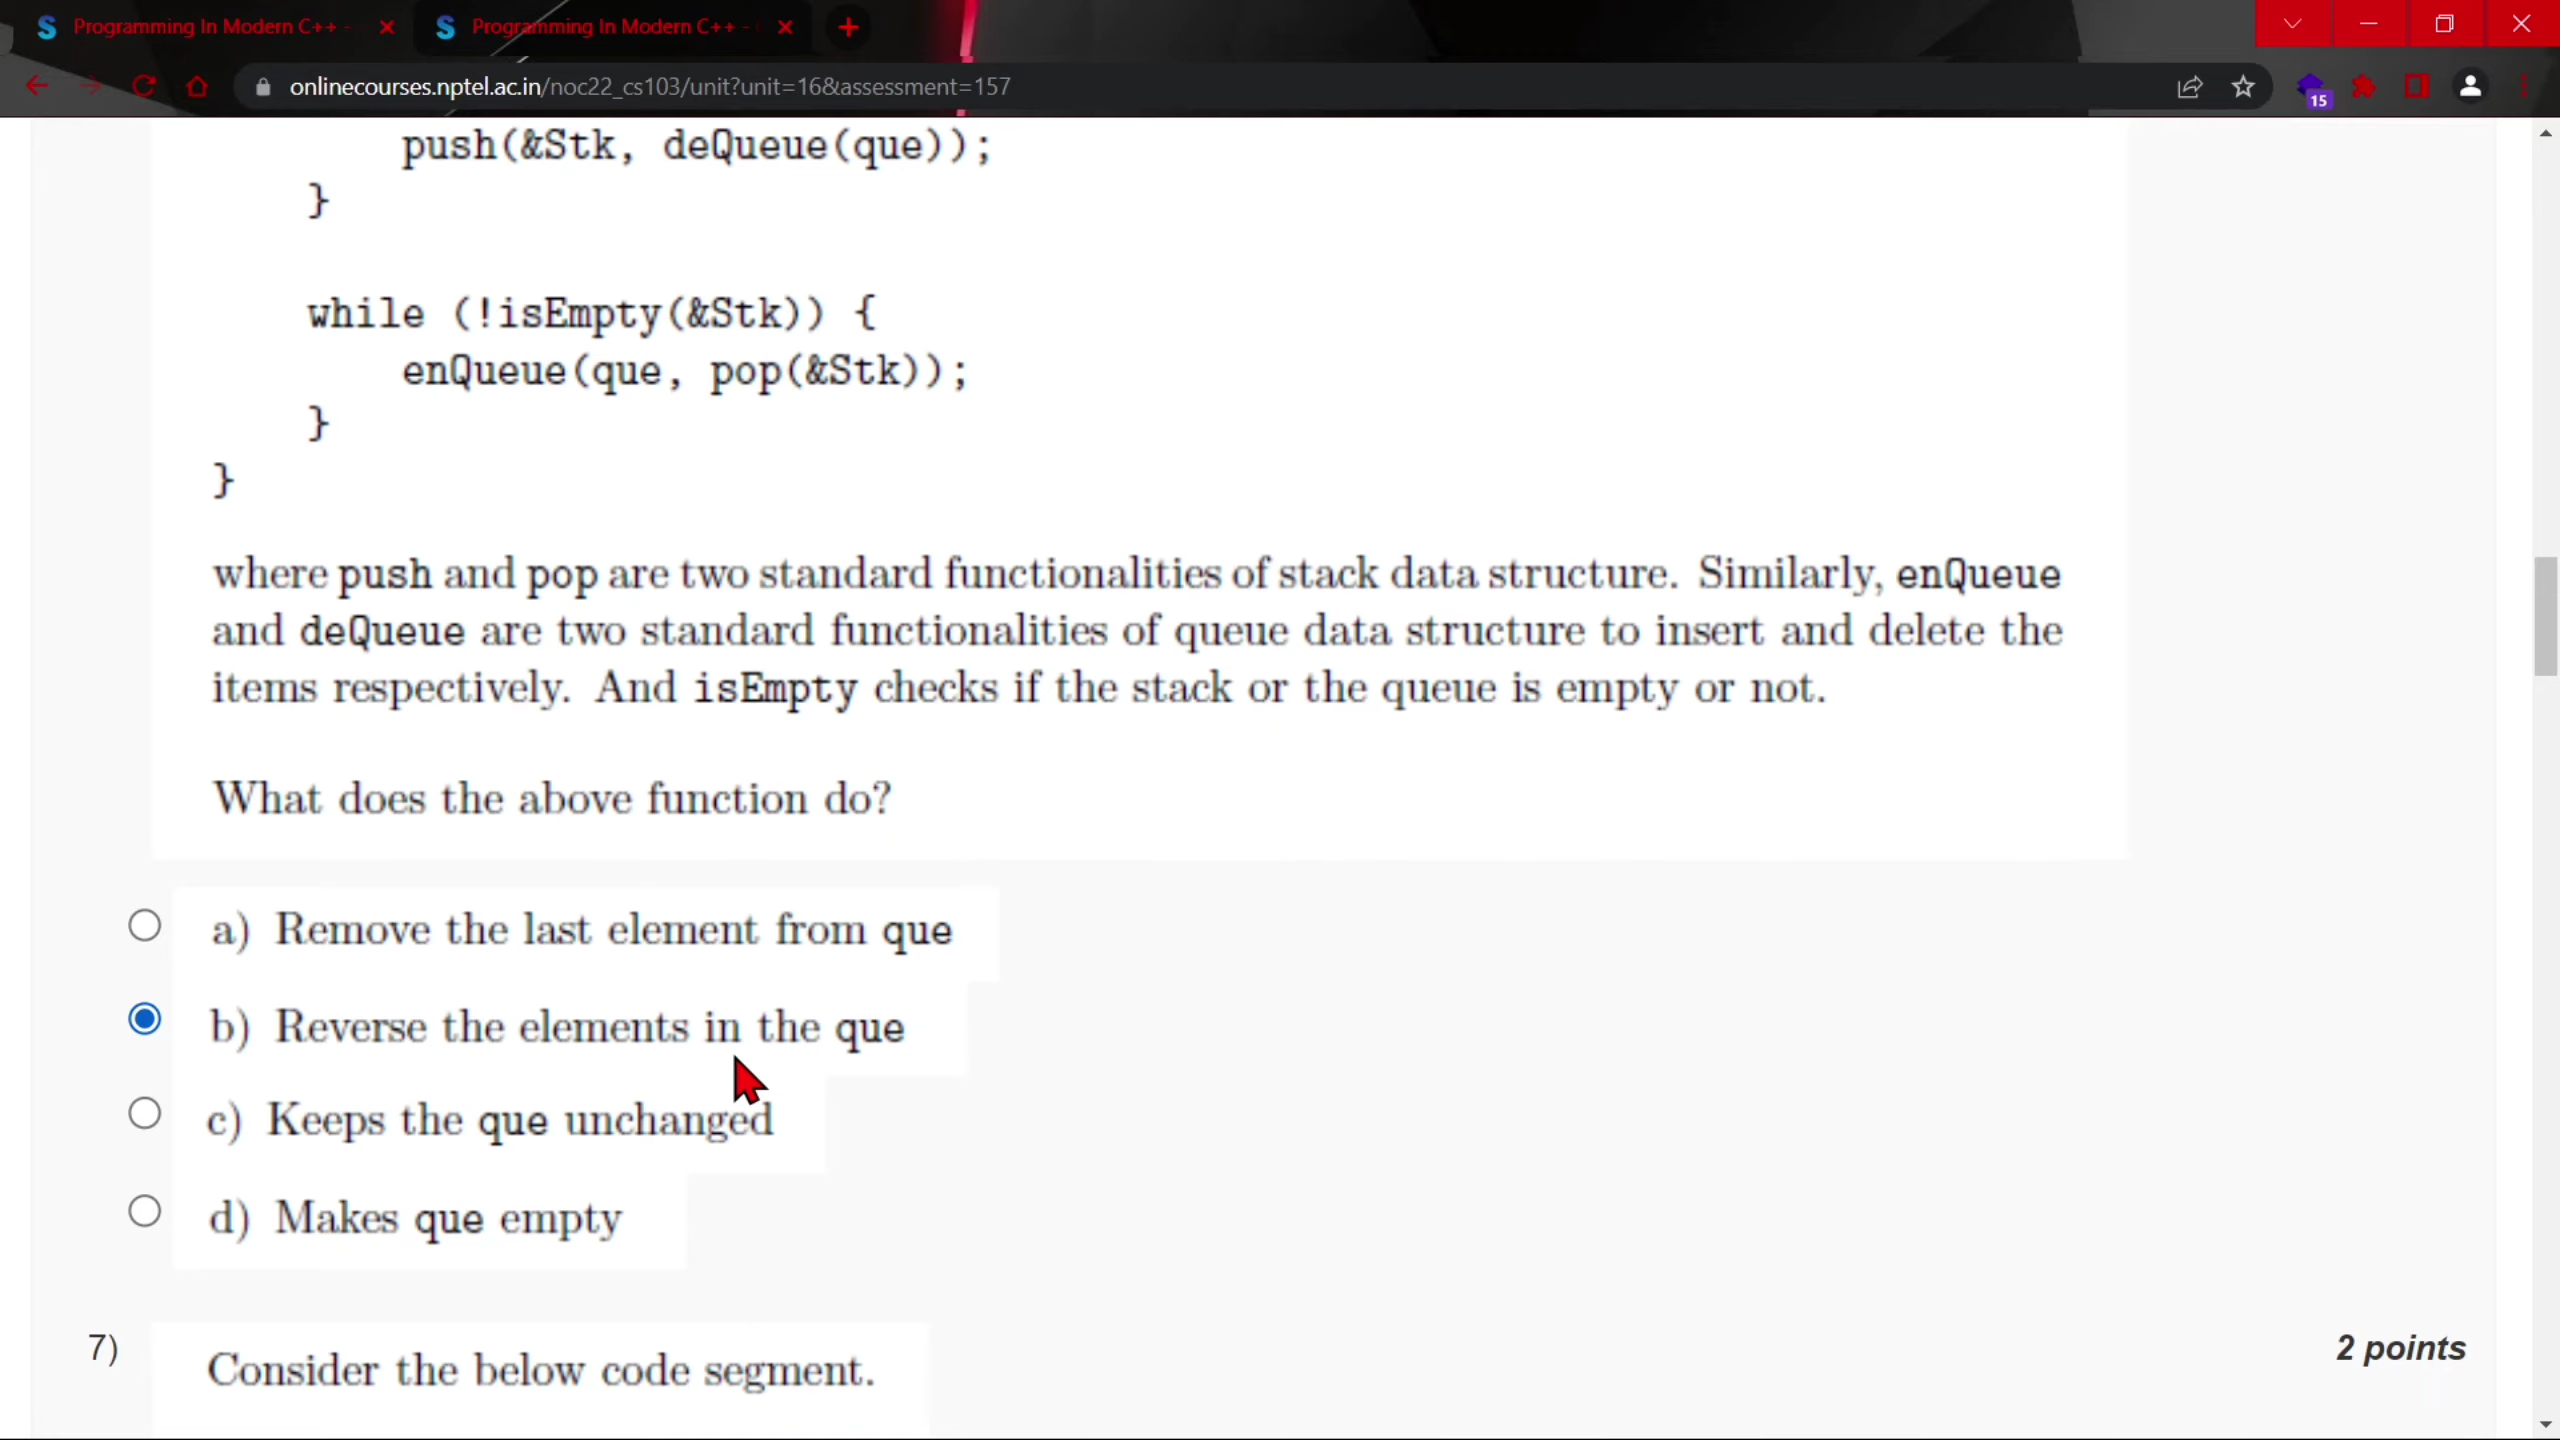 Programming In Modern C++ -
Programming In Modern C++ -
onlinecourses.nptel.ac.in/noc22_cs103/unit?unit=16&assessment=157
15
push(&Stk, deQueue(que));
}
while (!isEmpty(&Stk)) {
enQueue(que, pop(&Stk));
}
}
where push and pop are two standard functionalities of stack data structure. Similarly, enQueue
and deQueue are two standard functionalities of queue data structure to insert and delete the
items respectively. And isEmpty checks if the stack or the queue is empty or not.
What does the above function do?
a) Remove the last element from que
b) Reverse the elements in the que
c) Keeps the que unchanged
d) Makes que empty
7)
2 points
Consider the below code segment.